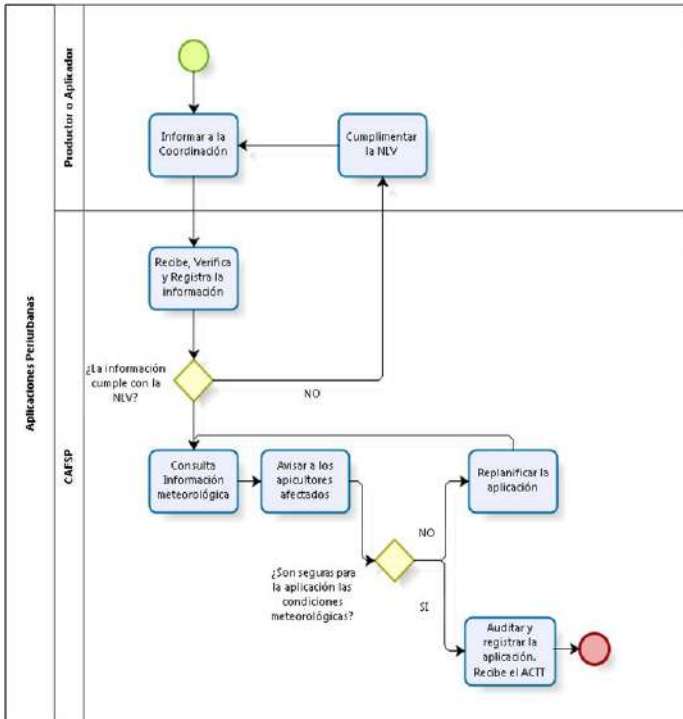 Aplicaciones Periurbanas
Productor o Aplicador
Informar a la
Coordinación
Cumplimentar
la NLV
CAFSP
Recibe, Verifica
y Registra la
información
¿La información
cumple con la
NLV?
NO
Consulta
Información
meteorológica
Avisar a los
apicultores
afectados
Replanificar la
aplicación
NO
¿Son seguras para
la aplicación las
condiciones
meteorológicas?
SI
Auditar y
registrar la
aplicación.
Recibe el ACTT